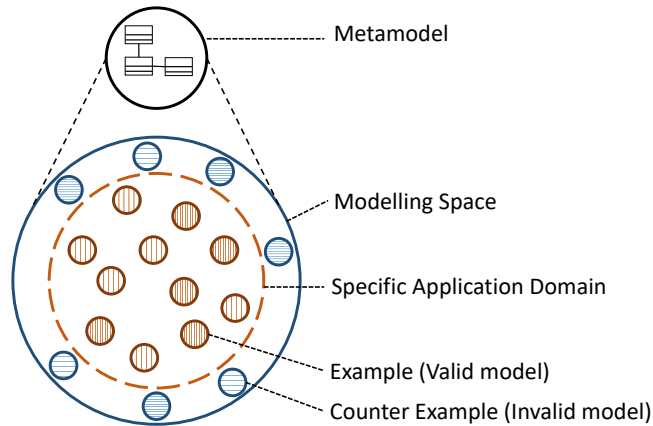 Metamodel
Modelling Space
Specific Application Domain
Example (Valid model)
Counter Example (Invalid model)